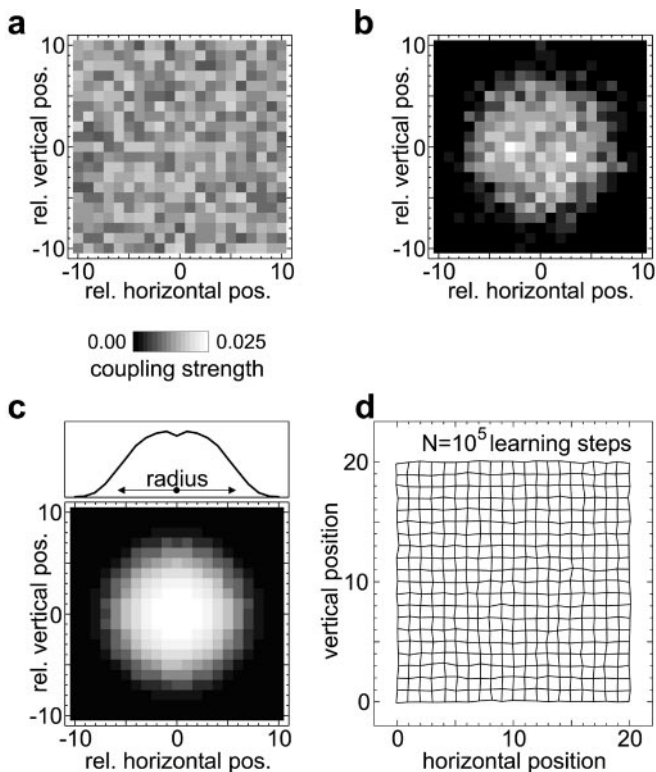 a
10
0
-10
rel. vertical pos.
-10 0 10
rel. horizontal pos.
b
10
0
-10
rel. vertical pos.
-10 0 10
rel. horizontal pos.
0.00 0.025
coupling strength
c
radius
10
0
-10
rel. vertical pos.
-10 0 10
rel. horizontal pos.
d
N=10⁵ learning steps
20
10
0
vertical position
0 10 20
horizontal position